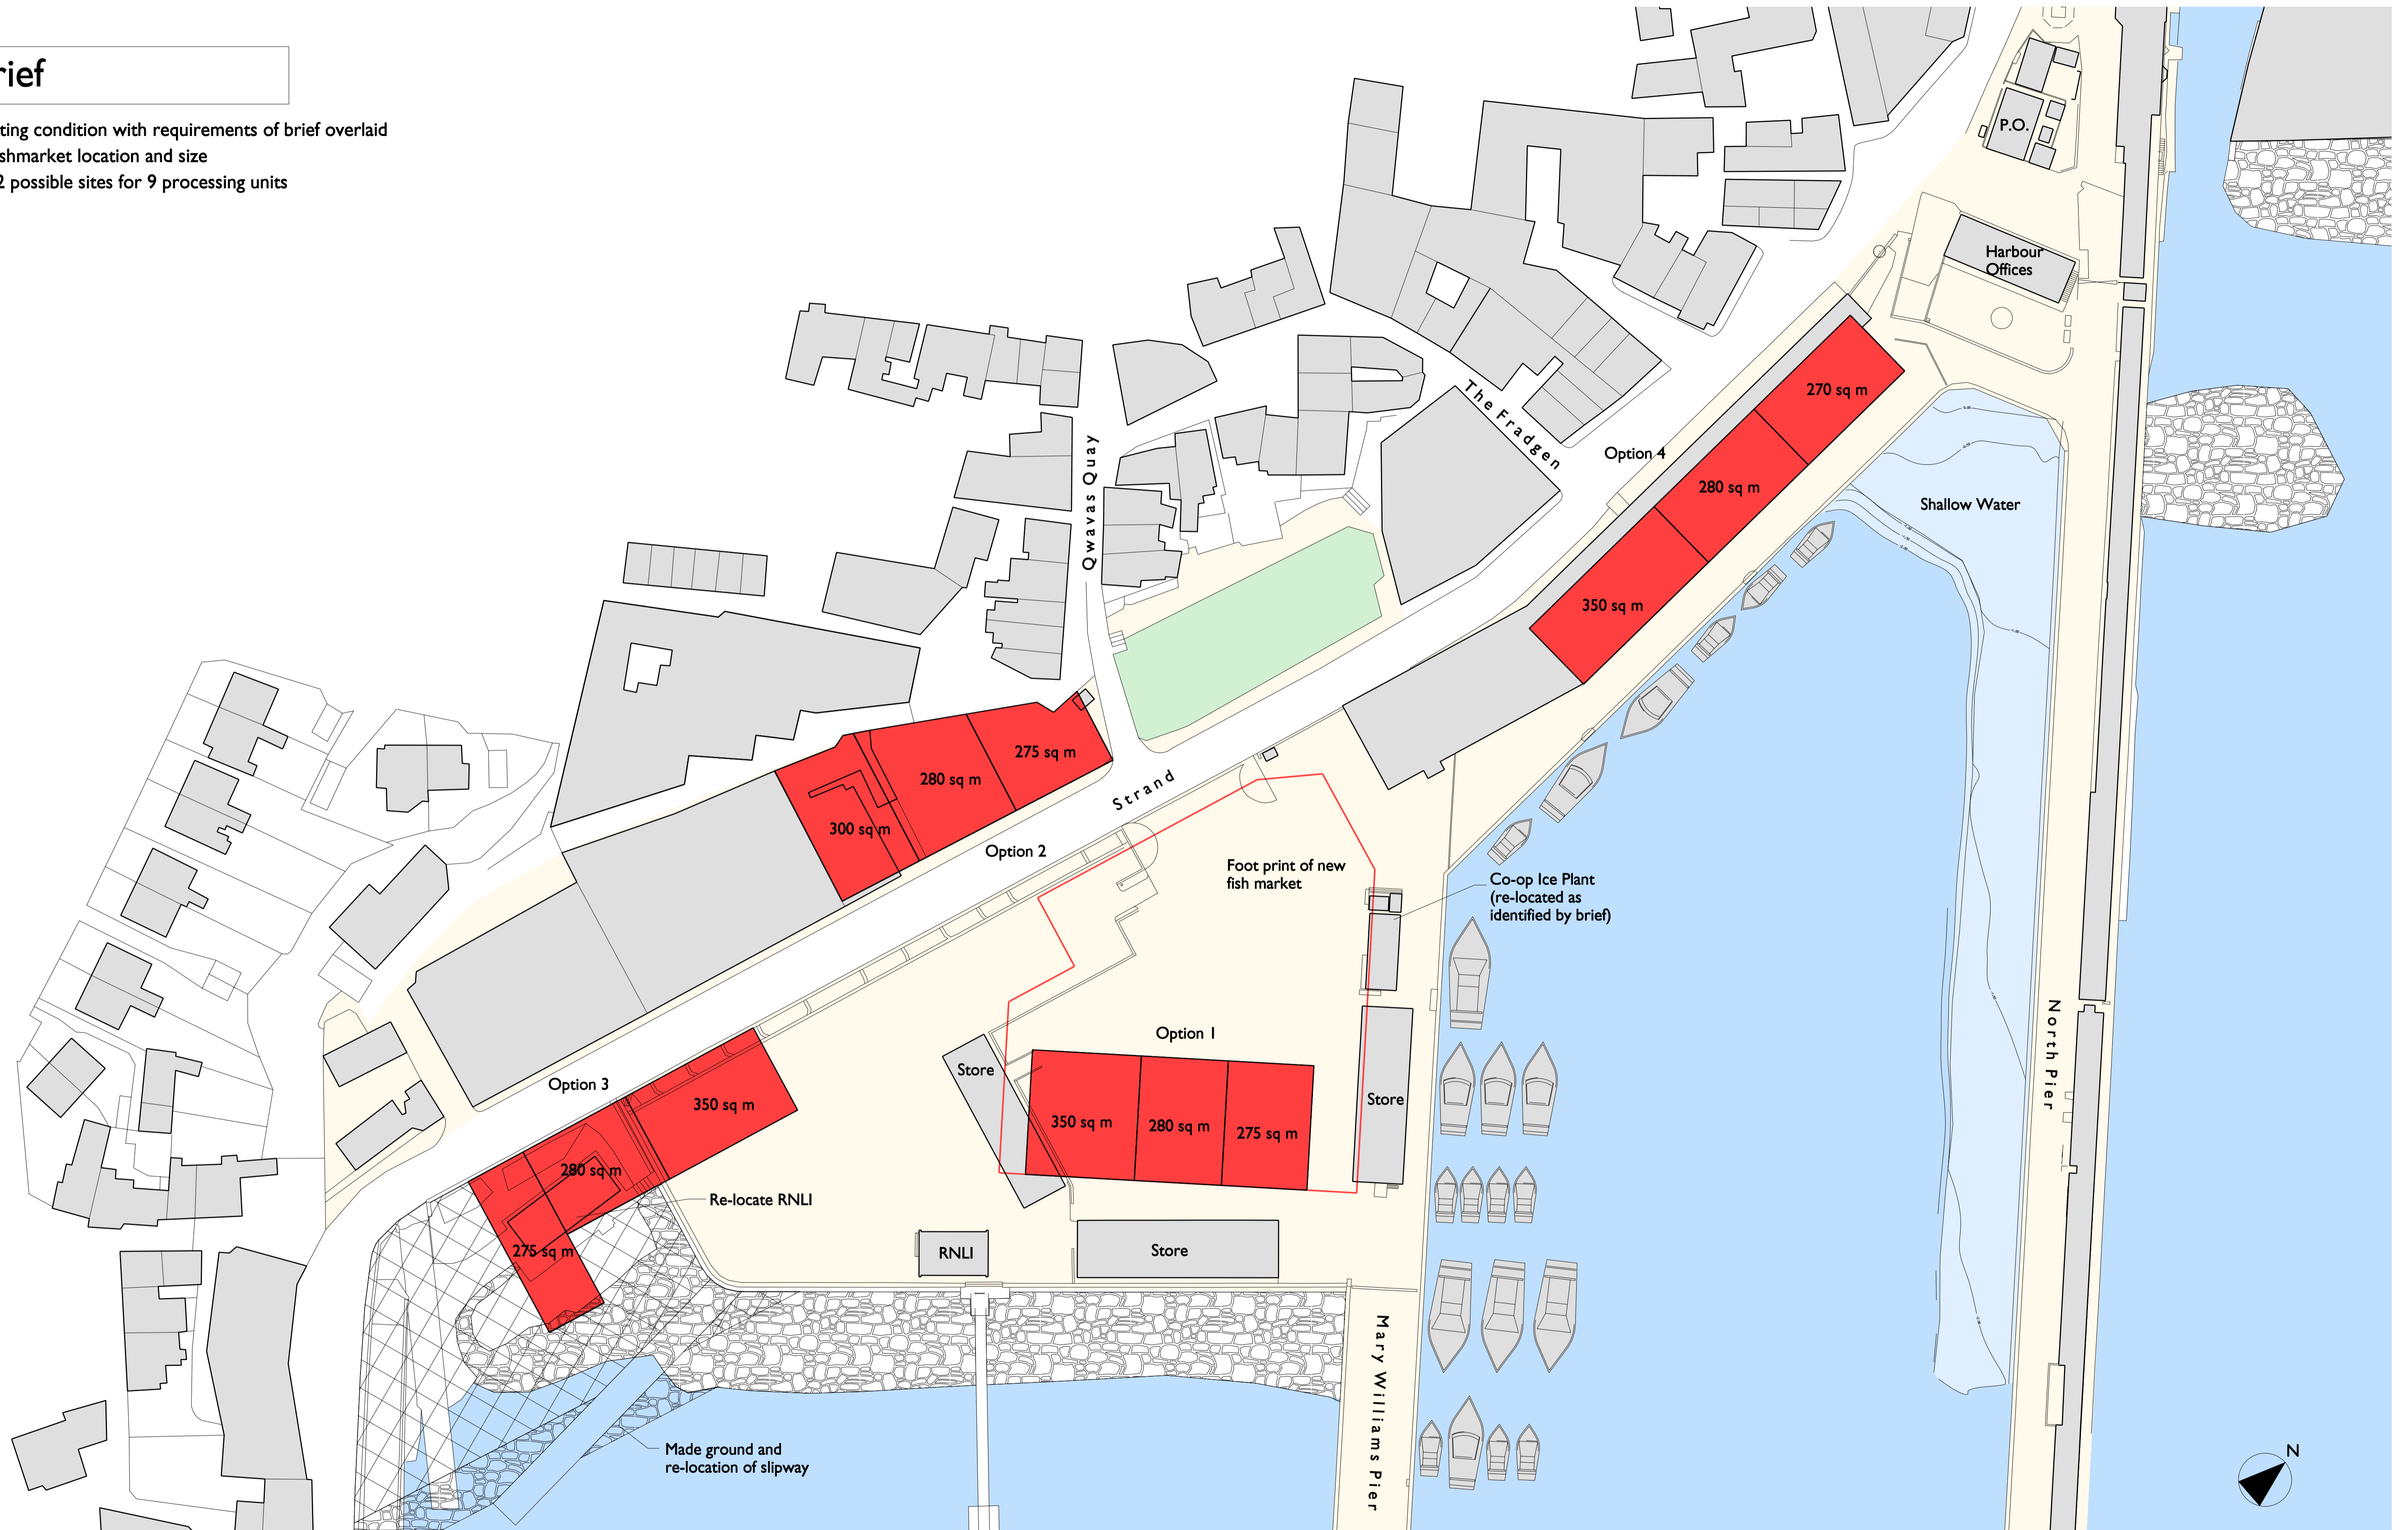 rief
ting condition with requirements of brief overlaid
shmarket location and size
2 possible sites for 9 processing units
P.O.
Harbour
Offices
270 sq m
The Fradgen
Option 4
280 sq m
Shallow Water
Qwavas Quay
350 sq m
275 sq m
280 sq m
300 sq m
Strand
Option 2
Foot print of new
fish market
Co-op Ice Plant
(re-located as
identified by brief)
North Pier
Option 1
Store
Option 3
350 sq m
350 sq m
280 sq m
275 sq m
Store
280 sq m
Re-locate RNLI
275 sq m
RNLI
Store
Mary Williams Pier
Made ground and
re-location of slipway
N